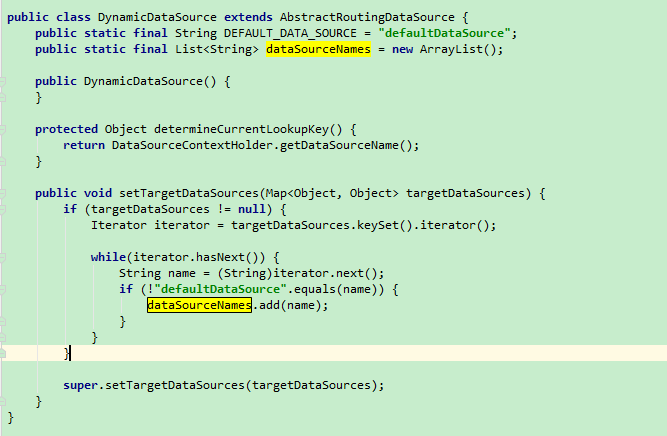 public class DynamicDataSource extends AbstractRoutingDataSource {
    public static final String DEFAULT_DATA_SOURCE = "defaultDataSource";
    public static final List<String> dataSourceNames = new ArrayList();
    public DynamicDataSource() {
    }
    protected Object determineCurrentLookupKey() {
        return DataSourceContextHolder.getDataSourceName();
    }
    public void setTargetDataSources(Map<Object, Object> targetDataSources) {
        if (targetDataSources != null) {
            Iterator iterator = targetDataSources.keySet().iterator();
            while(iterator.hasNext()) {
                String name = (String)iterator.next();
                if (!"defaultDataSource".equals(name)) {
                    dataSourceNames.add(name);
                }
            }
        }
        super.setTargetDataSources(targetDataSources);
    }
}